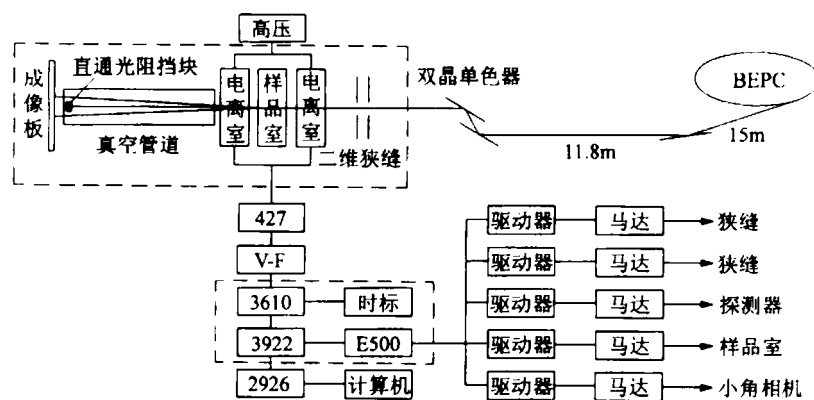 高压
直通光阻挡块
成像板
电离室
样品室
电离室
双晶单色器
BEPC
真空管道
二维狭缝
11.8m
15m
427
V-F
3610
时标
3922
E500
2926
计算机
驱动器
马达
狭缝
驱动器
马达
狭缝
驱动器
马达
探测器
驱动器
马达
样品室
驱动器
马达
小角相机